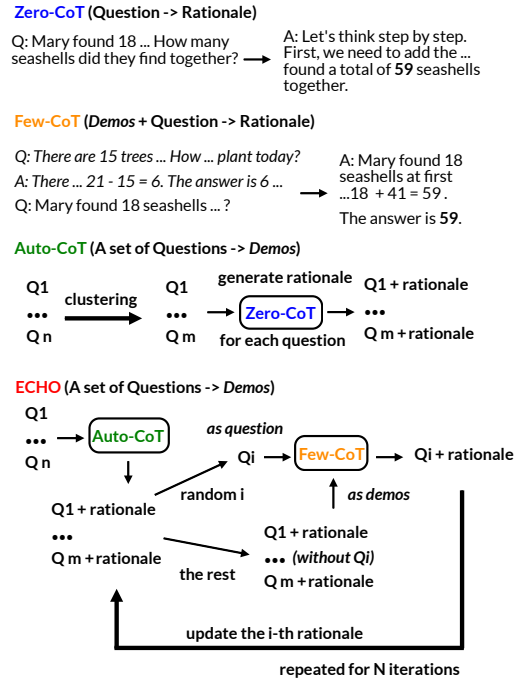 Zero-CoT (Question -> Rationale)
Q: Mary found 18 ... How many
seashells did they find together?
A: Let's think step by step.
First, we need to add the ...
found a total of 59 seashells
together.
Few-CoT (Demos + Question -> Rationale)
Q: There are 15 trees ... How ... plant today?
A: There ... 21 - 15 = 6. The answer is 6 ...
Q: Mary found 18 seashells ... ?
A: Mary found 18
seashells at first
...18 + 41 = 59 .
The answer is 59.
Auto-CoT (A set of Questions -> Demos)
Q1
...
Q n
clustering
Q1
...
Q m
generate rationale
Zero-CoT
for each question
Q1 + rationale
...
Q m + rationale
ECHO (A set of Questions -> Demos)
Q1
...
Q n
Auto-CoT
as question
Qi
Few-CoT
Qi + rationale
random i
as demos
Q1 + rationale
...
Q m + rationale
the rest
Q1 + rationale
... (without Qi)
Q m + rationale
update the i-th rationale
repeated for N iterations